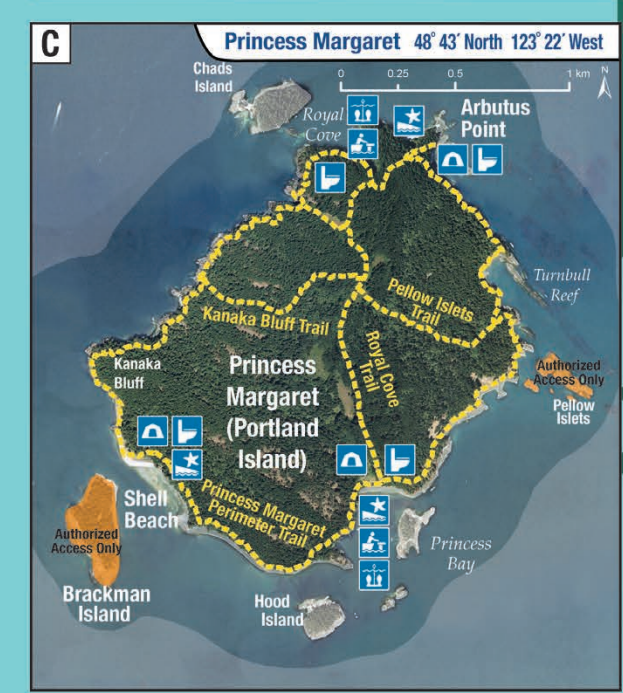 C
Princess Margaret 48° 43′ North 123° 22′ West
Chads
Island
0 0.25 0.5 1 km
N
Royal
Cove
Arbutus
Point
Turnbull
Reef
Pellow Islets
Trail
Kanaka Bluff Trail
Royal Cove
Trail
Kanaka
Bluff
Princess
Margaret
(Portland
Island)
Authorized
Access Only
Pellow
Islets
Princess Margaret
Perimeter Trail
Shell
Beach
Authorized
Access Only
Brackman
Island
Princess
Bay
Hood
Island